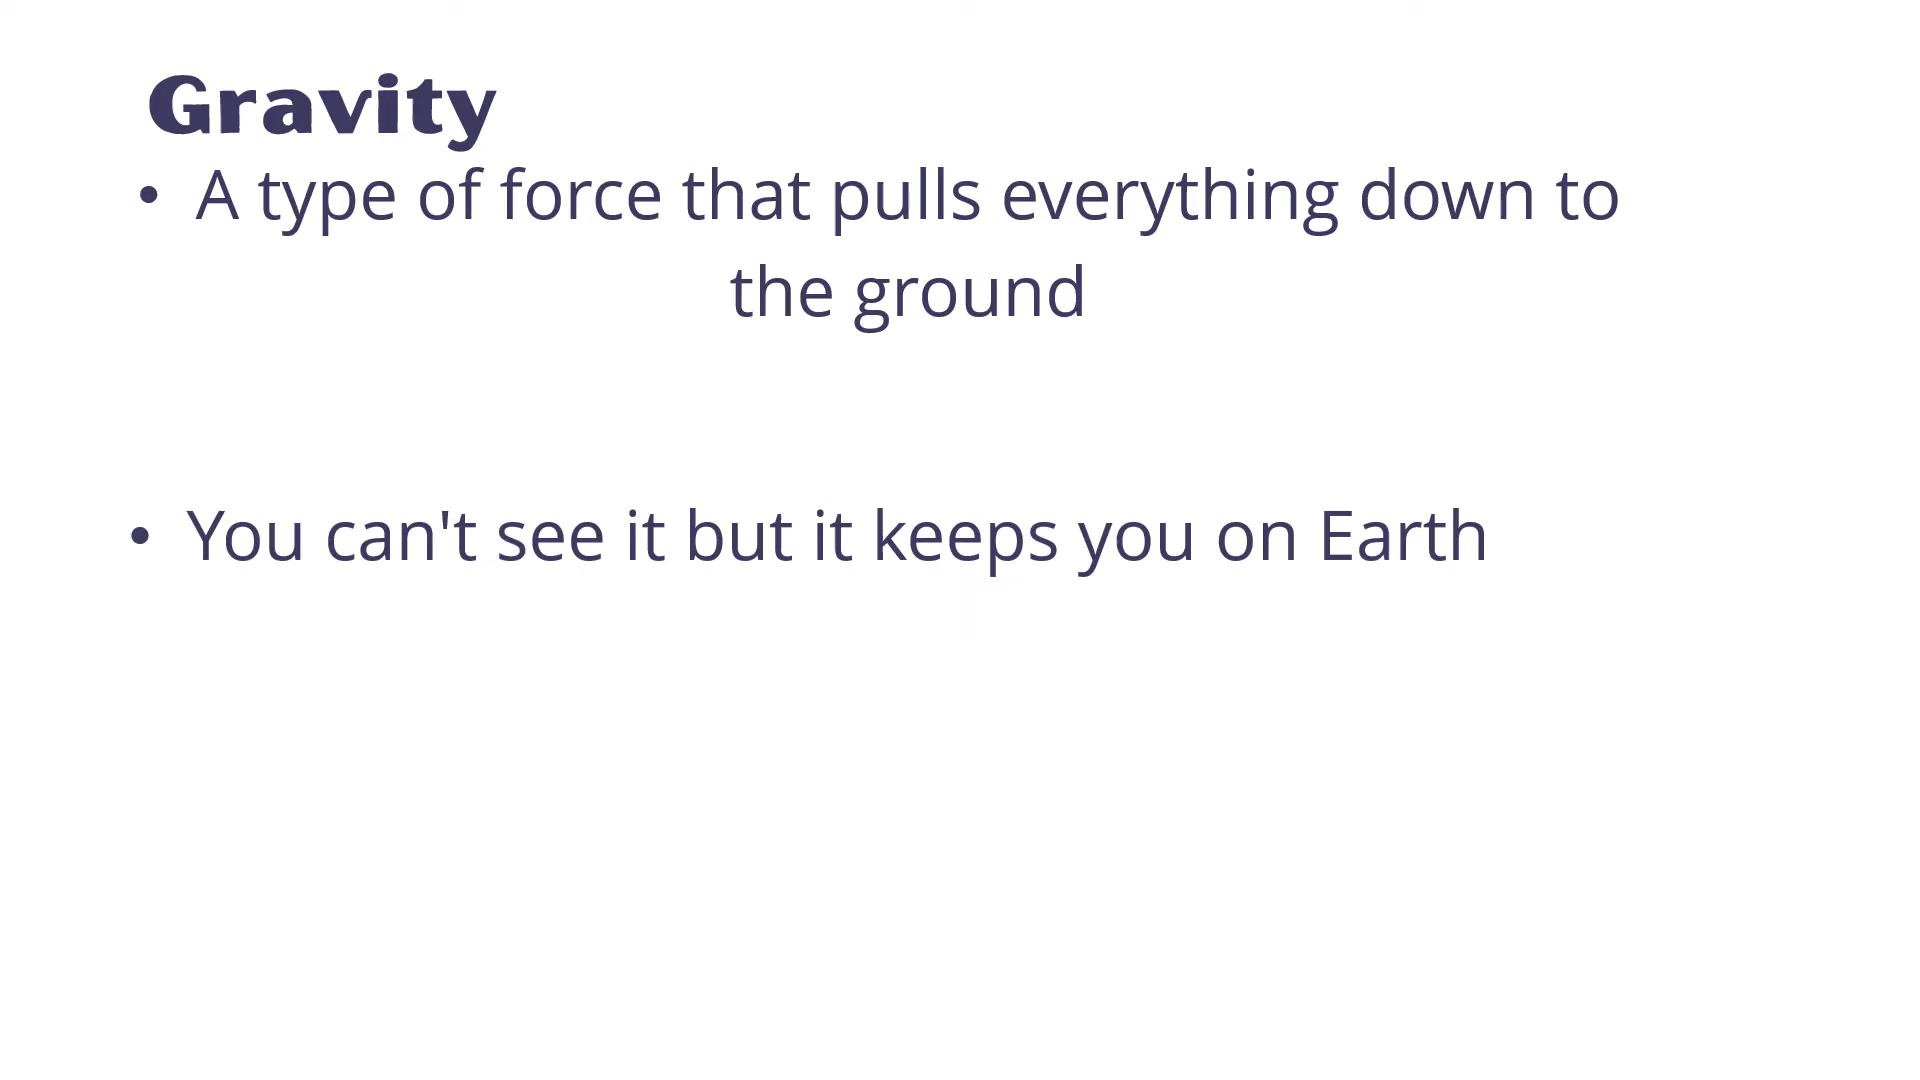 Gravity
• A type of force that pulls everything down to
the ground
• You can't see it but it keeps you on Earth